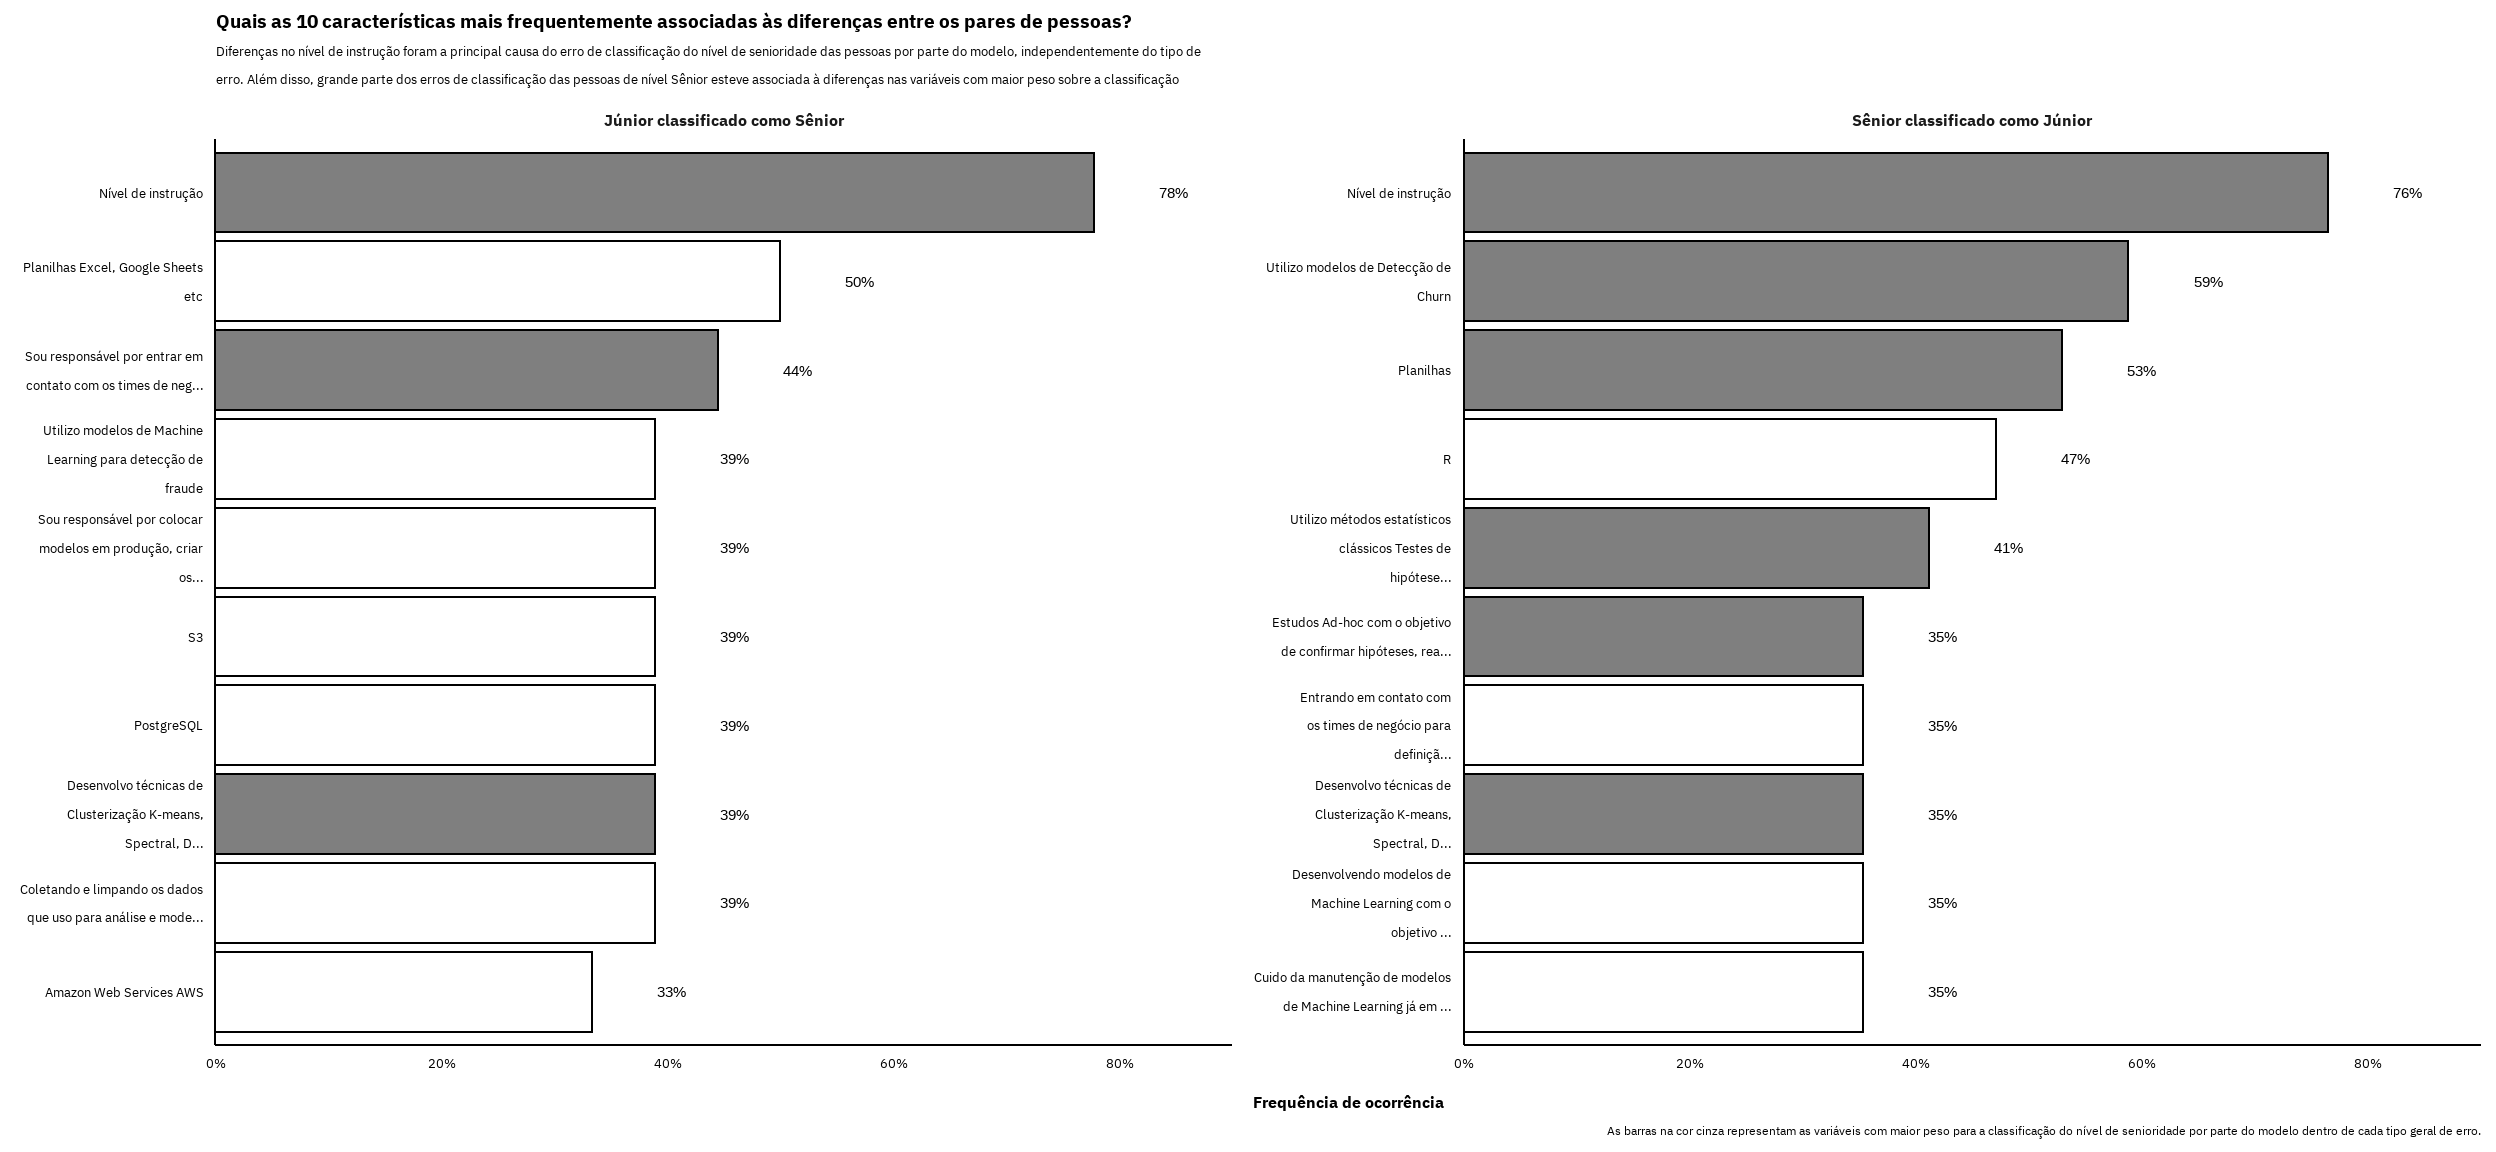 Quais as 10 características mais frequentemente associadas às diferenças entre os pares de pessoas?
Diferenças no nível de instrução foram a principal causa do erro de classificação do nível de senioridade das pessoas por parte do modelo, independentemente do tipo de
erro. Além disso, grande parte dos erros de classificação das pessoas de nível Sênior esteve associada à diferenças nas variáveis com maior peso sobre a classificação
Júnior classificado como Sênior
Nível de instrução
78%
Planilhas Excel, Google Sheets
etc
50%
Sou responsável por entrar em
contato com os times de neg...
44%
Utilizo modelos de Machine
Learning para detecção de
fraude
39%
Sou responsável por colocar
modelos em produção, criar
os...
39%
S3
39%
PostgreSQL
39%
Desenvolvo técnicas de
Clusterização K-means,
Spectral, D...
39%
Coletando e limpando os dados
que uso para análise e mode...
39%
Amazon Web Services AWS
33%
0% 20% 40% 60% 80%
Sênior classificado como Júnior
Nível de instrução
76%
Utilizo modelos de Detecção de
Churn
59%
Planilhas
53%
R
47%
Utilizo métodos estatísticos
clássicos Testes de
hipótese...
41%
Estudos Ad-hoc com o objetivo
de confirmar hipóteses, rea...
35%
Entrando em contato com
os times de negócio para
definiçã...
35%
Desenvolvo técnicas de
Clusterização K-means,
Spectral, D...
35%
Desenvolvendo modelos de
Machine Learning com o
objetivo ...
35%
Cuido da manutenção de modelos
de Machine Learning já em ...
35%
0% 20% 40% 60% 80%
Frequência de ocorrência
As barras na cor cinza representam as variáveis com maior peso para a classificação do nível de senioridade por parte do modelo dentro de cada tipo geral de erro.